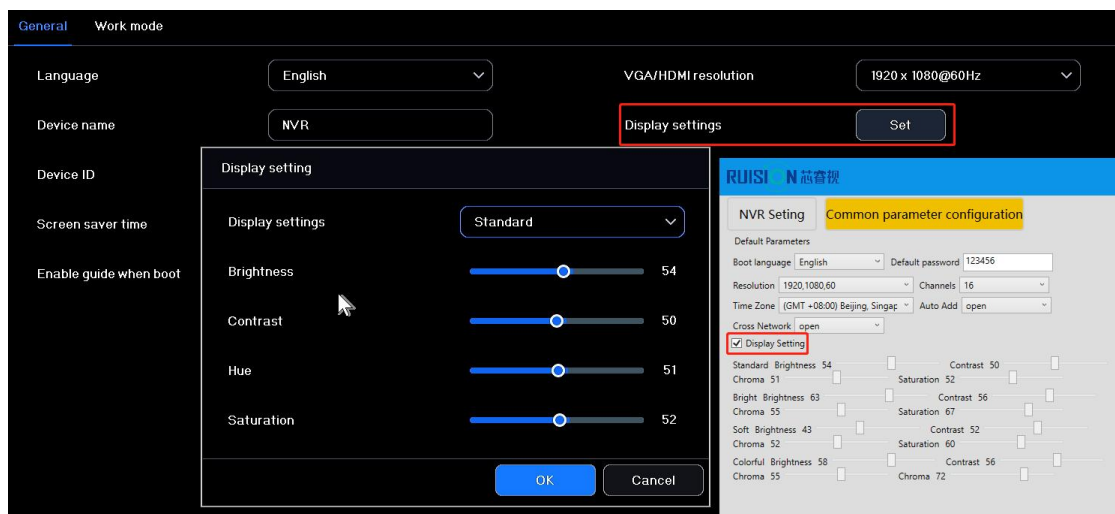 General Work mode
Language English VGA/HDMI resolution 1920 x 1080@60Hz
Device name NVR Display settings Set
Device ID
Screen saver time
Enable guide when boot
Display setting
Display settings Standard
Brightness 54
Contrast 50
Hue 51
Saturation 52
OK Cancel
RUISION 芯睿视
NVR Seting Common parameter configuration
Default Parameters
Boot language English Default password 123456
Resolution 1920,1080,60 Channels 16
Time Zone (GMT +08:00) Beijing, Singap Auto Add open
Cross Network open
Display Setting
Standard Brightness 54 Contrast 50
Chroma 51 Saturation 52
Bright Brightness 63 Contrast 56
Chroma 55 Saturation 67
Soft Brightness 43 Contrast 52
Chroma 52 Saturation 60
Colorful Brightness 58 Contrast 56
Chroma 55 Chroma 72